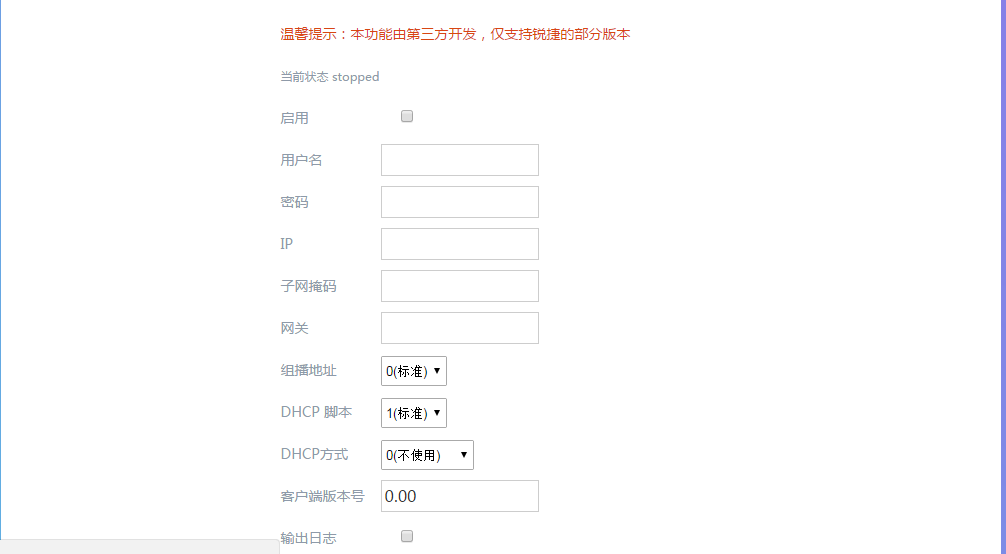 温馨提示：本功能由第三方开发，仅支持锐捷的部分版本
当前状态 stopped
启用
用户名
密码
IP
子网掩码
网关
组播地址 0(标准)
DHCP 脚本 1(标准)
DHCP方式 0(不使用)
客户端版本号 0.00
输出日志